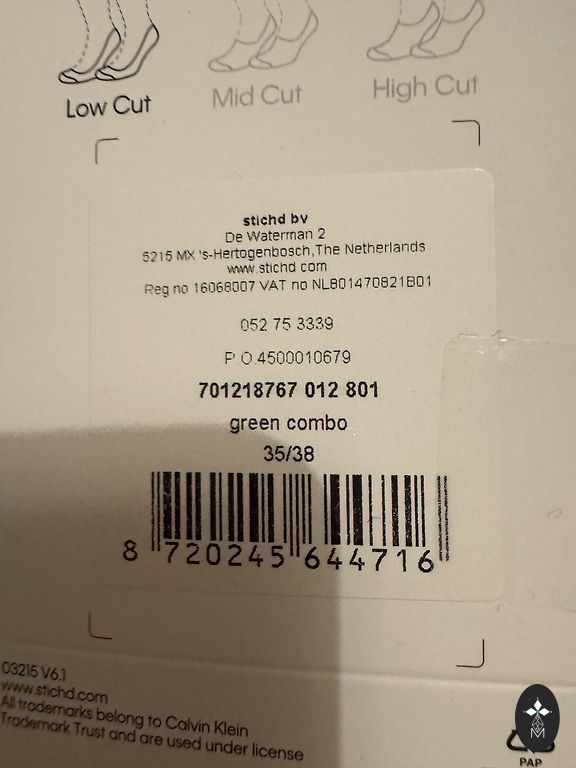 Low Cut
Mid Cut
High Cut
stichd bv
De Waterman 2
5215 MX 's-Hertogenbosch, The Netherlands
www.stichd.com
Reg no 16068007 VAT no NL801470821B01
052 75 3339
P.O.4500010679
701218767 012 801
green combo
35/38
8 720245 644716
03215 V6.1
www.stichd.com
All trademarks belong to Calvin Klein
Trademark Trust and are used under license
M
PAP